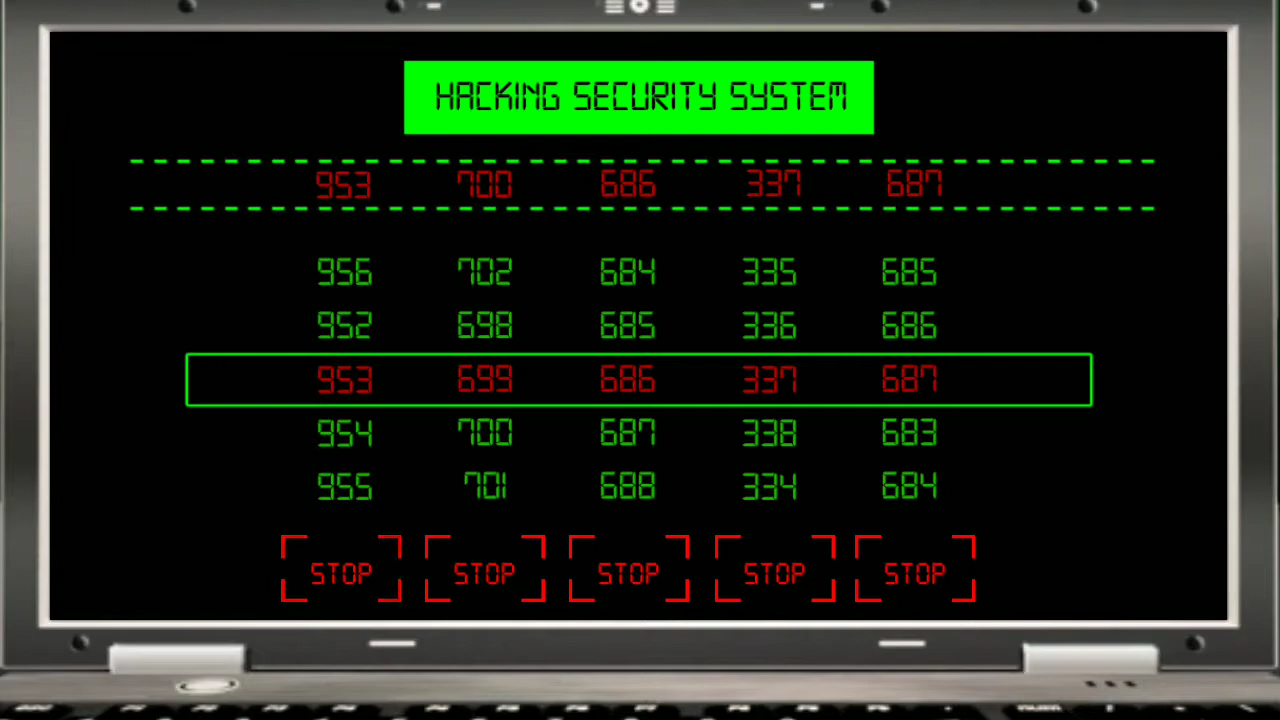 HACKING SECURITY SYSTEM
953 700 686 337 687
956 702 684 335 685
952 698 685 336 686
953 699 686 337 687
954 700 687 338 683
955 701 688 334 684
STOP STOP STOP STOP STOP